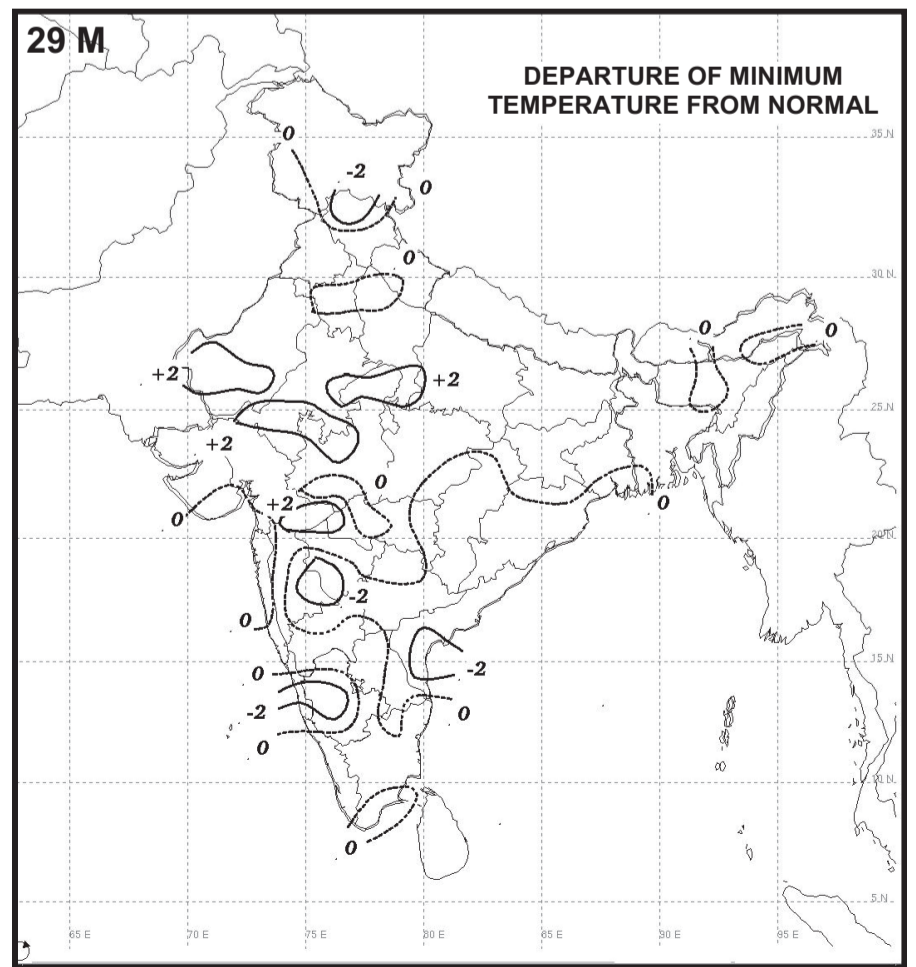 29 M
DEPARTURE OF MINIMUM
TEMPERATURE FROM NORMAL
0
35 N
-2
0
0
30 N
0
0
+2
+2
25 N
+2
0
+2
0
0
20 N
-2
0
15 N
0
-2
-2
0
0
10 N
0
5 N
65 E
70 E
75 E
80 E
85 E
90 E
95 E